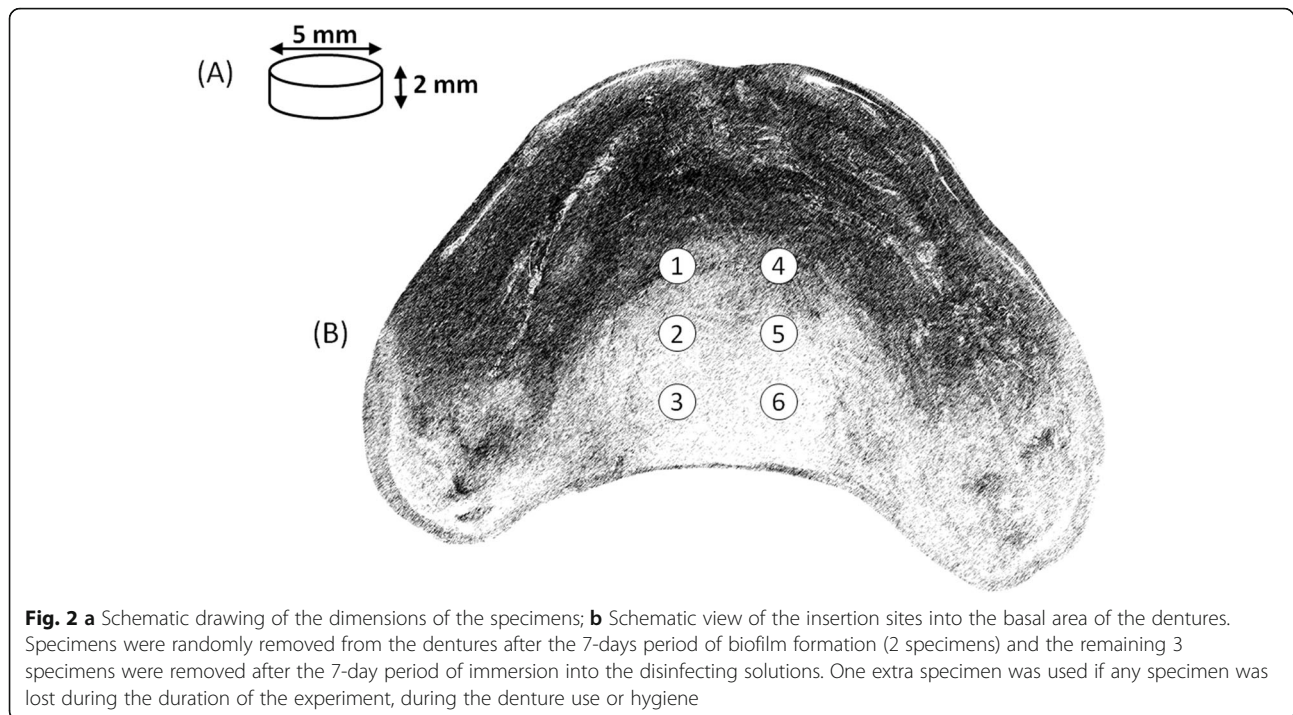 5 mm
(A)
2 mm
1 4
(B)
2 5
3 6
Fig. 2 a Schematic drawing of the dimensions of the specimens; b Schematic view of the insertion sites into the basal area of the dentures.
Specimens were randomly removed from the dentures after the 7-days period of biofilm formation (2 specimens) and the remaining 3
specimens were removed after the 7-day period of immersion into the disinfecting solutions. One extra specimen was used if any specimen was
lost during the duration of the experiment, during the denture use or hygiene